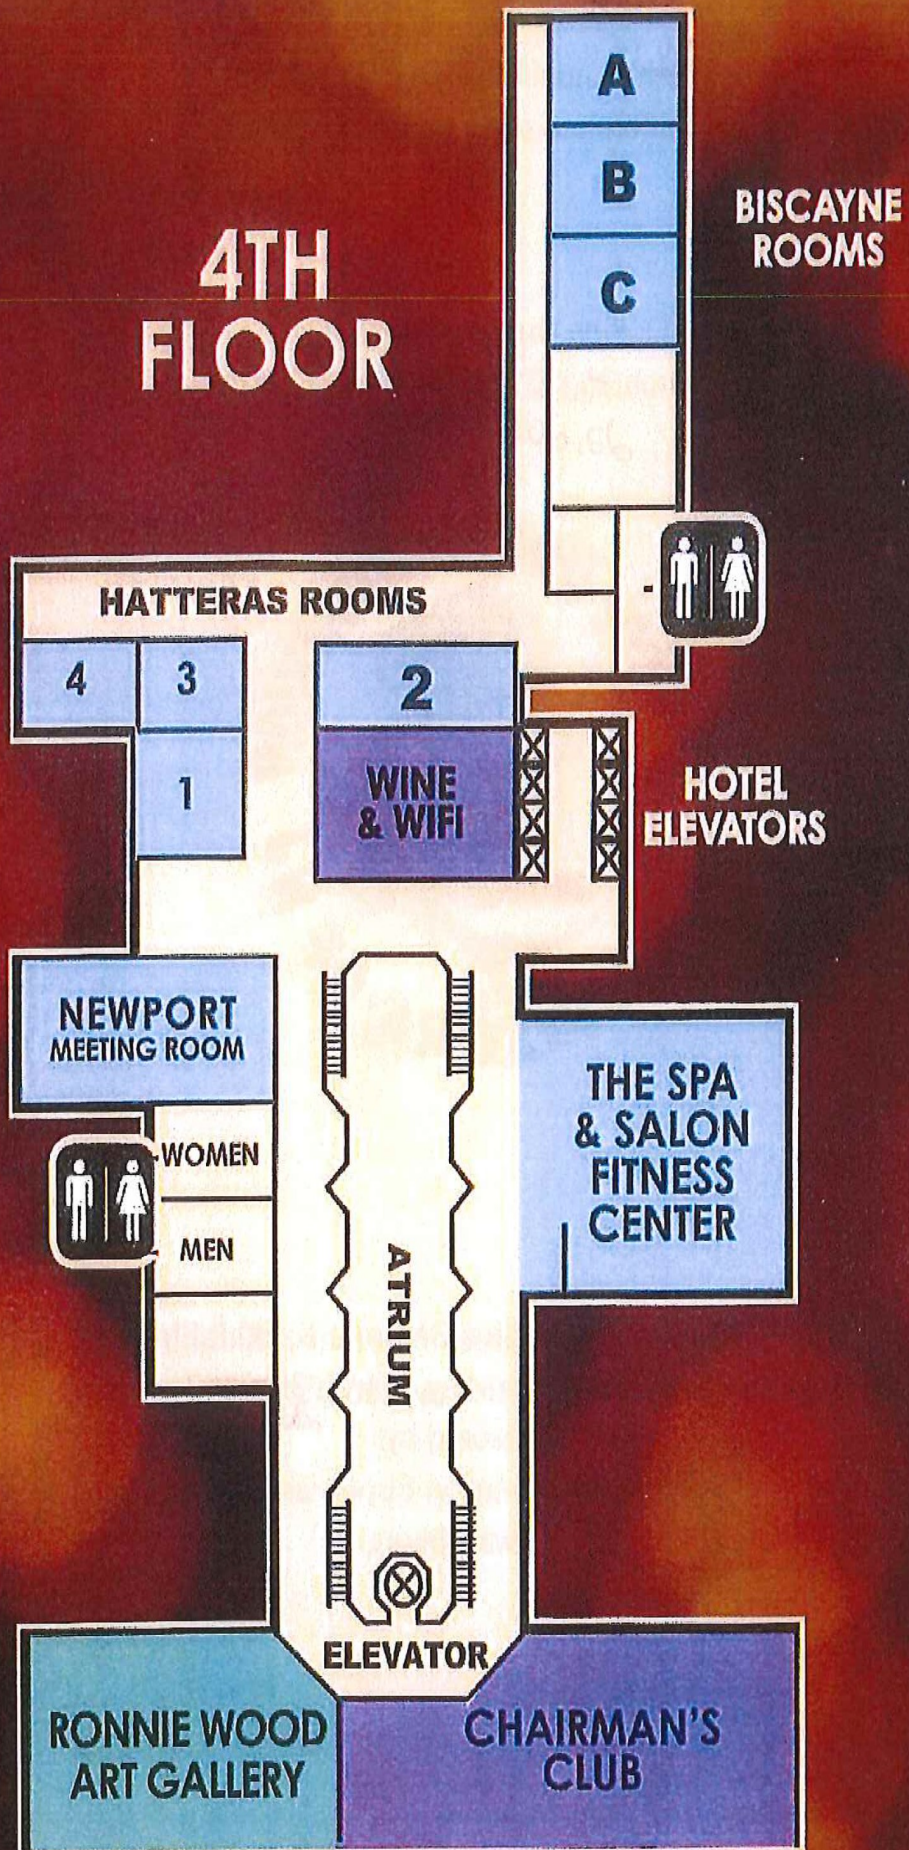 A
B
C
BISCAYNE
ROOMS
4TH
FLOOR
HATTERAS ROOMS
4
3
2
1
WINE
& WIFI
HOTEL
ELEVATORS
NEWPORT
MEETING ROOM
WOMEN
MEN
THE SPA
& SALON
FITNESS
CENTER
ATRIUM
ELEVATOR
RONNIE WOOD
ART GALLERY
CHAIRMAN'S
CLUB